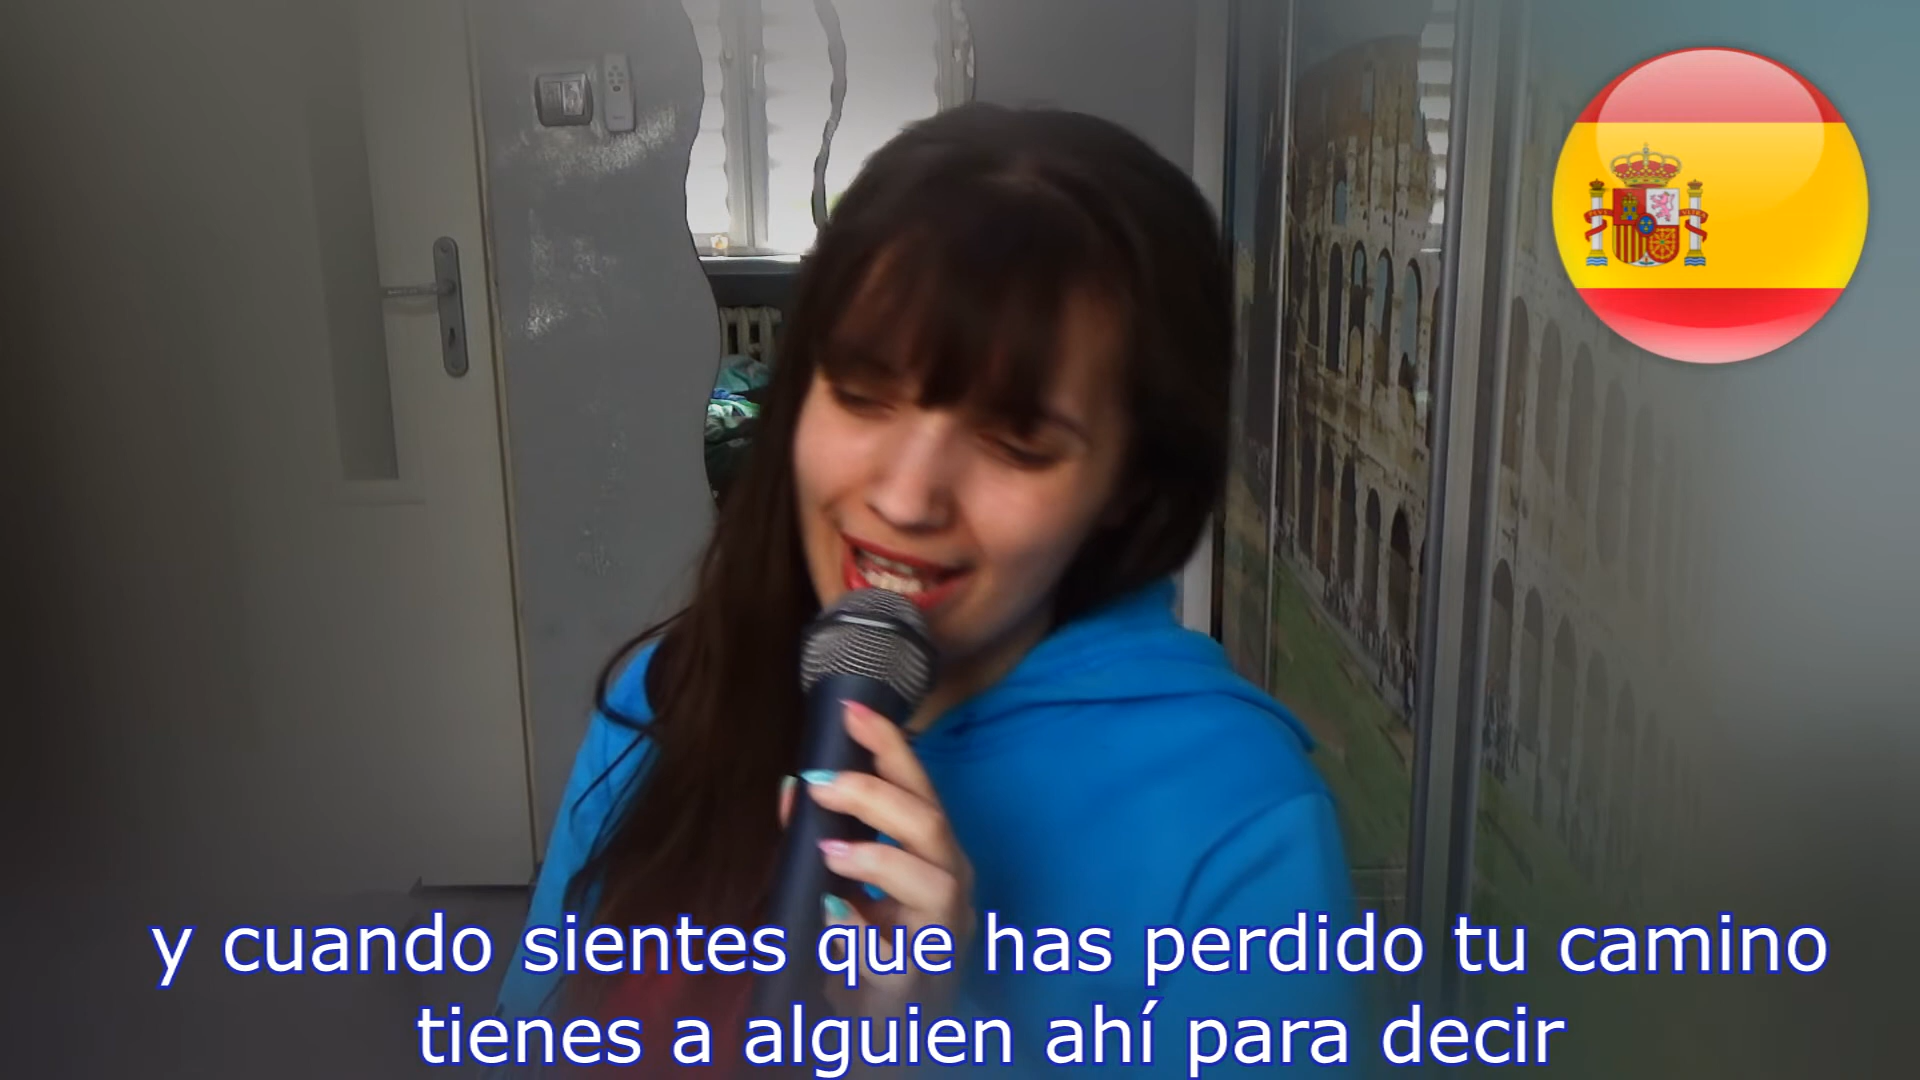 y cuando sientes que has perdido tu camino
tienes a alguien ahí para decir